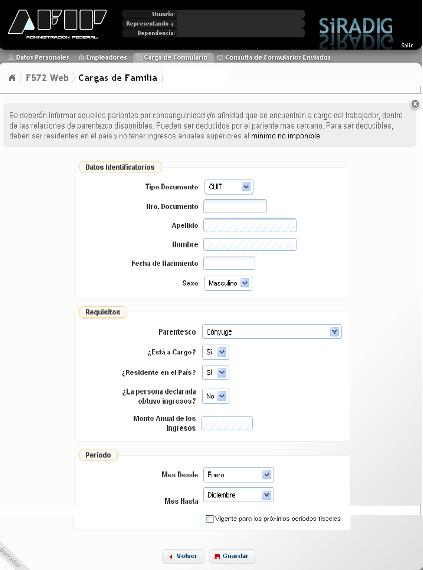 AFIP
ADMINISTRACION FEDERAL
Usuario:
Representando a:
Dependencia:
SiRADIG
Salir
Datos Personales
Empleadores
Carga de Formulario
Consulta de Formularios Enviados
F572 Web
Cargas de Familia
Se deberán informar aquellos parientes por consanguinidad y/o afinidad que se encuentren a cargo del trabajador, dentro
de las relaciones de parentezco disponibles. Pueden ser deducidos por el pariente mas cercano. Para ser deducibles,
deben ser residentes en el país y no tener ingresos anuales superiores al mínimo no imponible
Datos Identificatorios
Tipo Documento CUIT
Nro. Documento
Apellido
Nombre
Fecha de Nacimiento
Sexo Masculino
Requisitos
Parentesco Cónyuge
¿Está a Cargo? Si
¿Residente en el País? Si
¿La persona declarada
obtuvo ingresos? No
Monto Anual de los
Ingresos
Período
Mes Desde Enero
Mes Hasta Diciembre
Vigente para los próximos períodos fiscales
Volver
Guardar